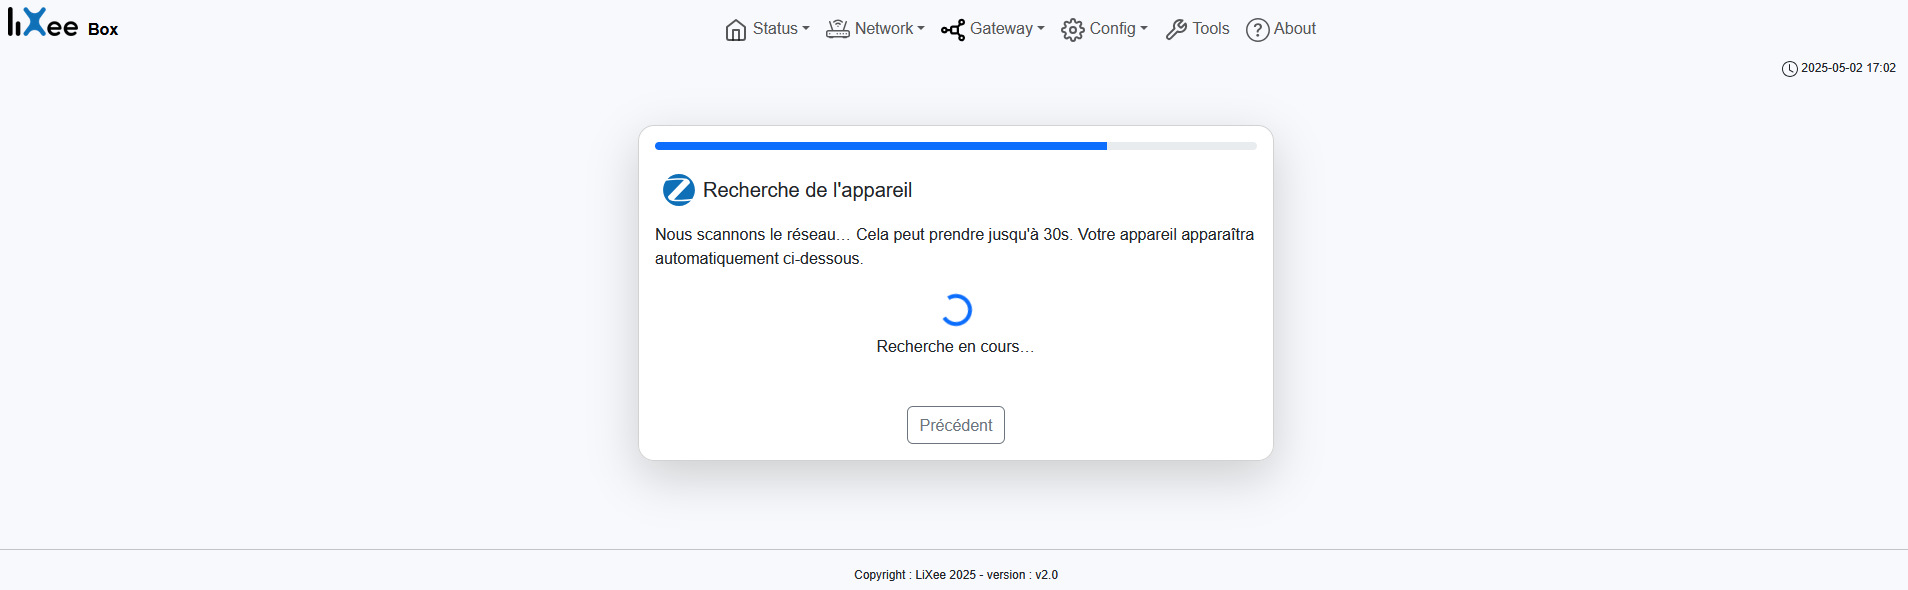 liXee Box
Status Network Gateway Config Tools About
2025-05-02 17:02
Recherche de l'appareil
Nous scannons le réseau… Cela peut prendre jusqu'à 30s. Votre appareil apparaîtra
automatiquement ci-dessous.
Recherche en cours…
Précédent
Copyright : LiXee 2025 - version : v2.0